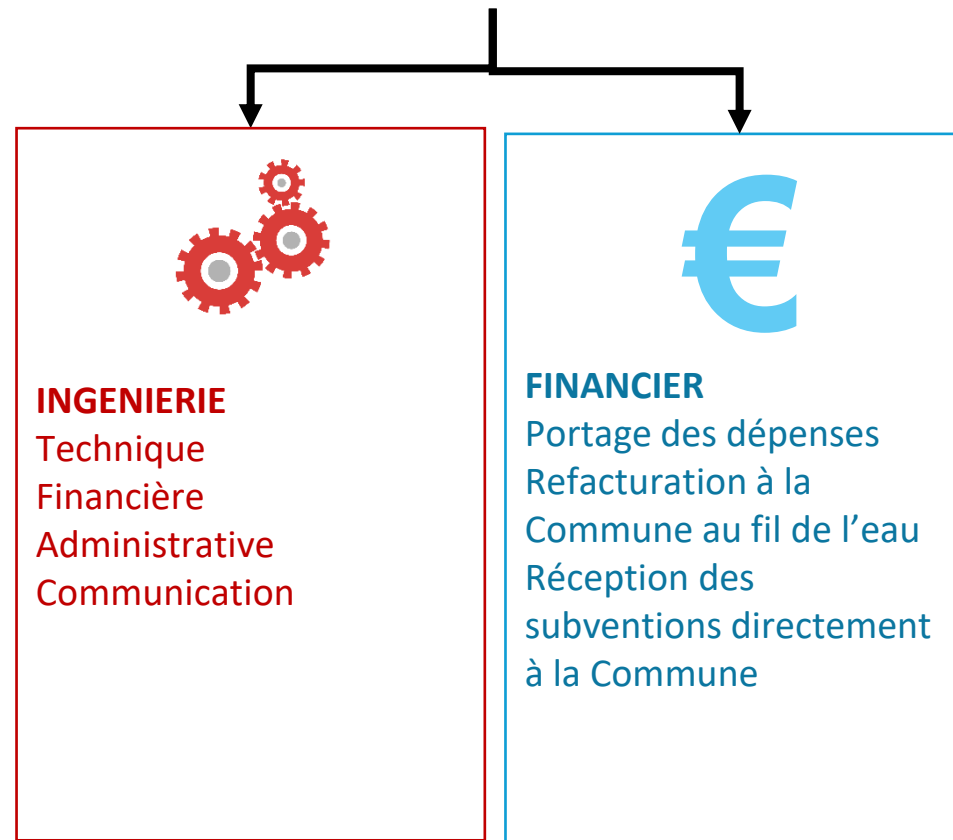 INGENIERIE
Technique
Financière
Administrative
Communication
€
FINANCIER
Portage des dépenses
Refacturation à la
Commune au fil de l’eau
Réception des
subventions directement
à la Commune